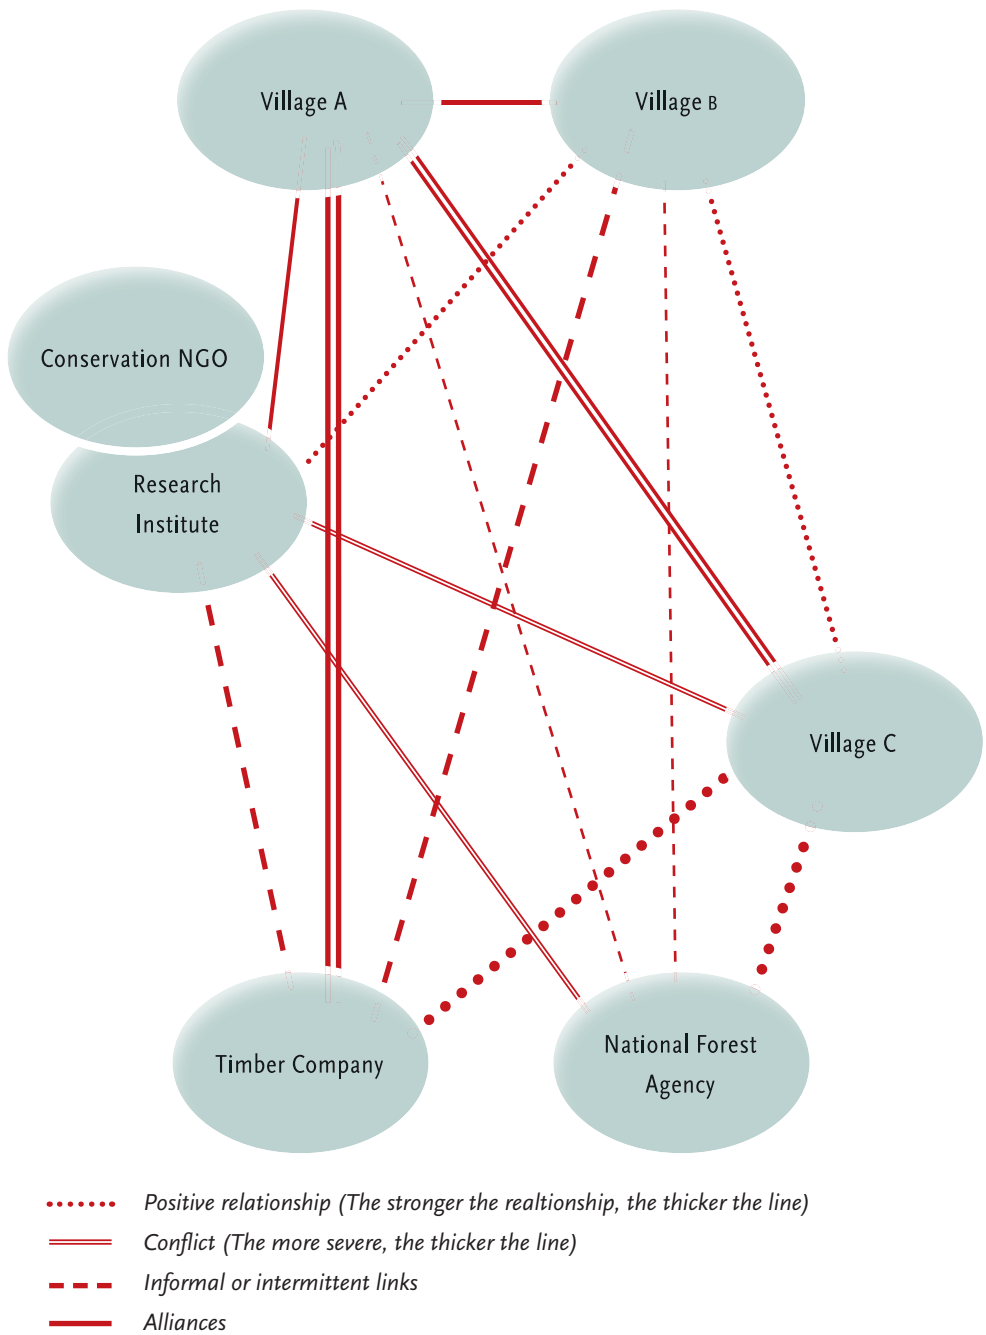 Village A
Village B
Conservation NGO
Research
Institute
Village C
Timber Company
National Forest
Agency
Positive relationship (The stronger the realtionship, the thicker the line)
Conflict (The more severe, the thicker the line)
Informal or intermittent links
Alliances